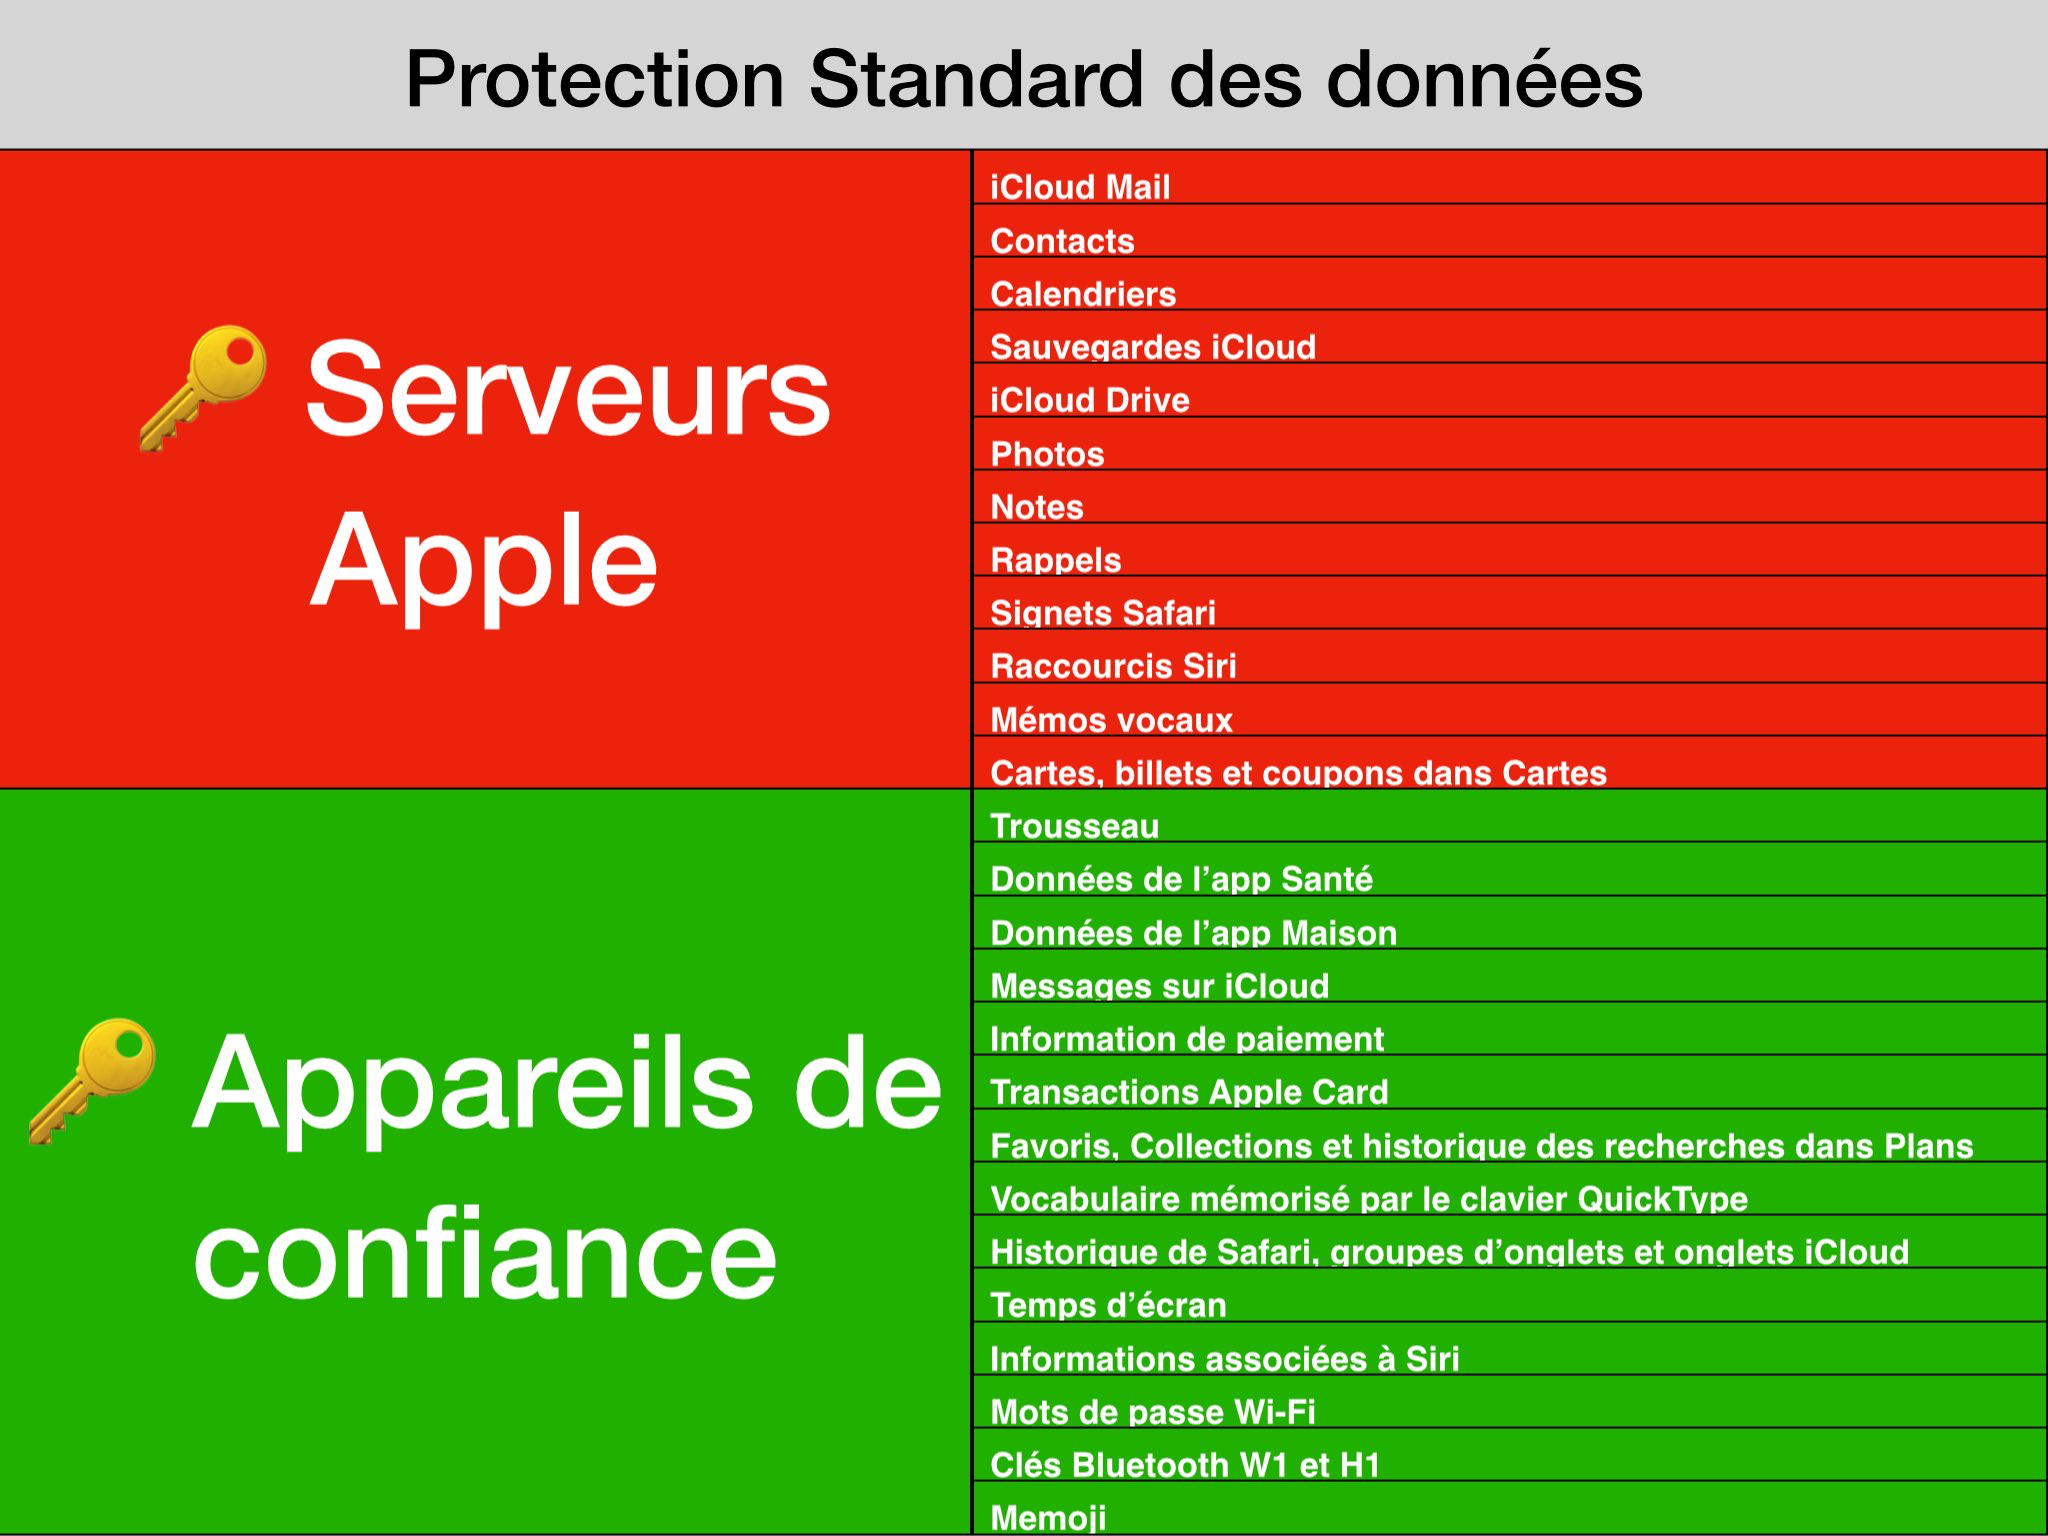 Protection Standard des données
🔑 Serveurs
Apple
iCloud Mail
Contacts
Calendriers
Sauvegardes iCloud
iCloud Drive
Photos
Notes
Rappels
Signets Safari
Raccourcis Siri
Mémos vocaux
Cartes, billets et coupons dans Cartes
🔑 Appareils de
confiance
Trousseau
Données de l’app Santé
Données de l’app Maison
Messages sur iCloud
Information de paiement
Transactions Apple Card
Favoris, Collections et historique des recherches dans Plans
Vocabulaire mémorisé par le clavier QuickType
Historique de Safari, groupes d’onglets et onglets iCloud
Temps d’écran
Informations associées à Siri
Mots de passe Wi-Fi
Clés Bluetooth W1 et H1
Memoji